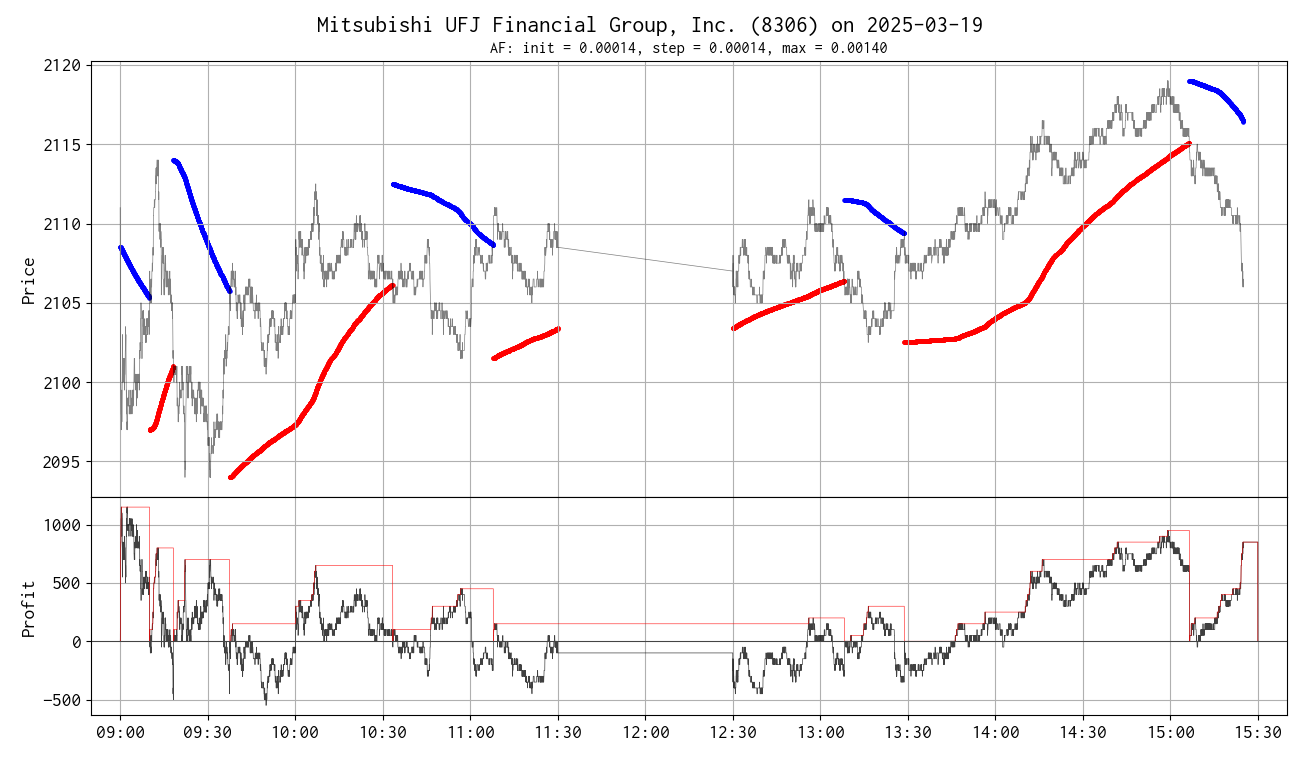 Mitsubishi UFJ Financial Group, Inc. (8306) on 2025-03-19
AF: init = 0.00014, step = 0.00014, max = 0.00140
Price
2120
2115
2110
2105
2100
2095
Profit
1000
500
0
−500
09:00 09:30 10:00 10:30 11:00 11:30 12:00 12:30 13:00 13:30 14:00 14:30 15:00 15:30